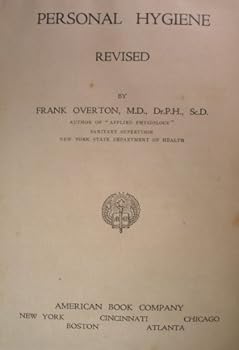 PERSONAL HYGIENE
REVISED
BY
FRANK OVERTON, M.D., Dr.P.H., Sc.D.
AUTHOR OF "APPLIED PHYSIOLOGY"
SANITARY SUPERVISOR
NEW YORK STATE DEPARTMENT OF HEALTH
AMERICAN BOOK COMPANY
NEW YORK CINCINNATI CHICAGO
BOSTON ATLANTA